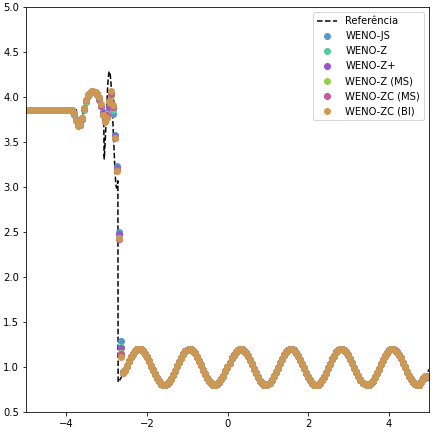 5.0
4.5
4.0
3.5
3.0
2.5
2.0
1.5
1.0
0.5
−4
−2
0
2
4
Referência
WENO-JS
WENO-Z
WENO-Z+
WENO-Z (MS)
WENO-ZC (MS)
WENO-ZC (BI)